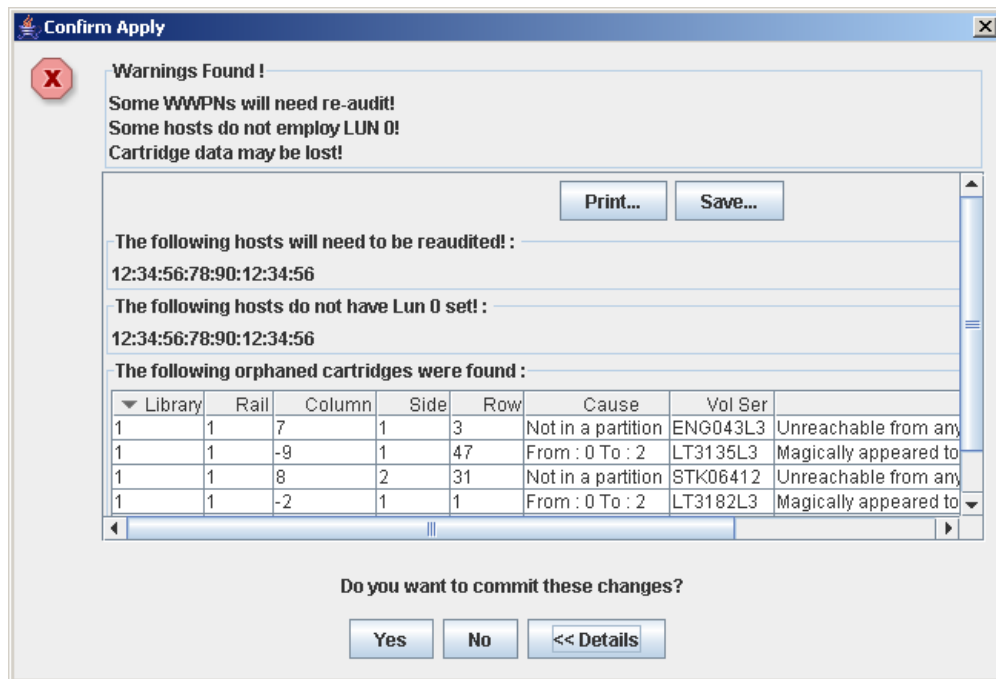 Confirm Apply
Warnings Found !
Some WWPNs will need re-audit!
Some hosts do not employ LUN 0!
Cartridge data may be lost!
Print... Save...
The following hosts will need to be reaudited! :
12:34:56:78:90:12:34:56
The following hosts do not have Lun 0 set! :
12:34:56:78:90:12:34:56
The following orphaned cartridges were found :
Library Rail Column Side Row Cause Vol Ser
1 1 7 1 3 Not in a partition ENG043L3 Unreachable from any
1 1 -9 1 47 From : 0 To : 2 LT3135L3 Magically appeared to
1 1 8 2 31 Not in a partition STK06412 Unreachable from any
1 1 -2 1 1 From : 0 To : 2 LT3182L3 Magically appeared to
Do you want to commit these changes?
Yes No << Details